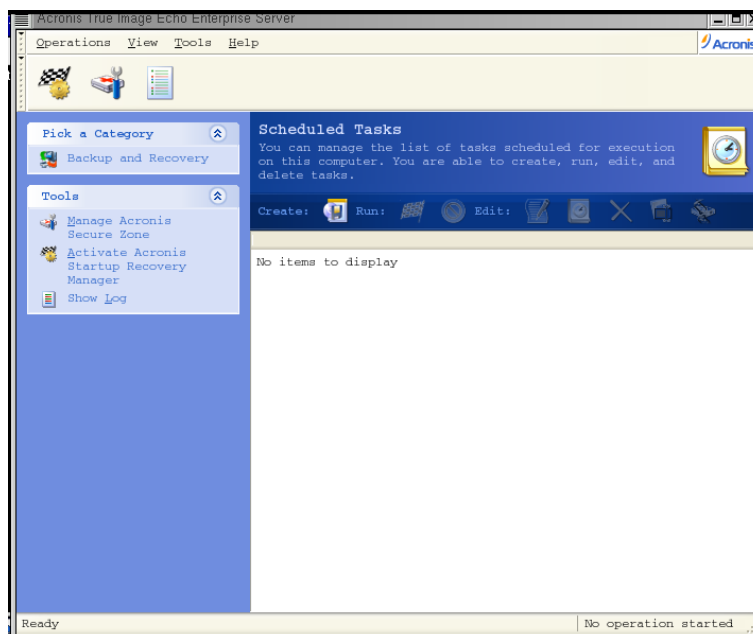 Acronis True Image Echo Enterprise Server
Operations View Tools Help
Acronis
Pick a Category
Backup and Recovery
Tools
Manage Acronis
Secure Zone
Activate Acronis
Startup Recovery
Manager
Show Log
Scheduled Tasks
You can manage the list of tasks scheduled for execution
on this computer. You are able to create, run, edit, and
delete tasks.
Create: Run: Edit:
No items to display
Ready
No operation started